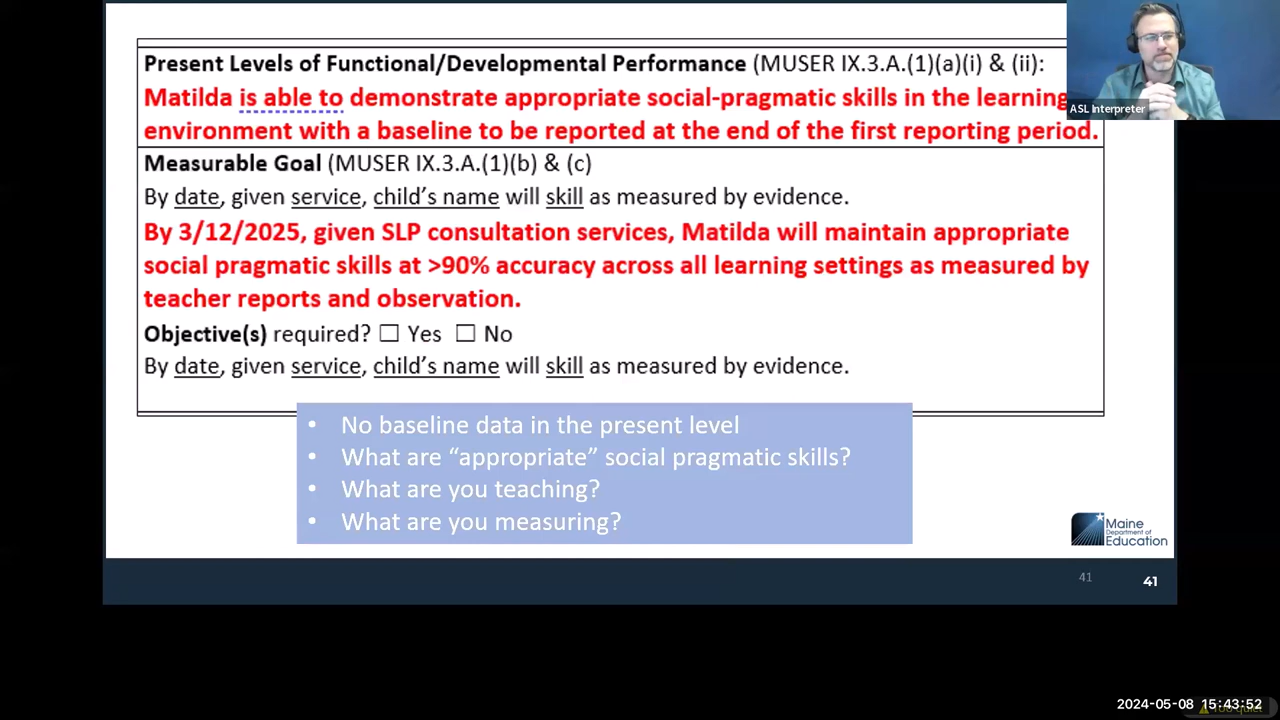 Present Levels of Functional/Developmental Performance (MUSER IX.3.A.(1)(a)(i) & (ii):
Matilda is able to demonstrate appropriate social-pragmatic skills in the learning
environment with a baseline to be reported at the end of the first reporting period.
Measurable Goal (MUSER IX.3.A.(1)(b) & (c)
By date, given service, child's name will skill as measured by evidence.
By 3/12/2025, given SLP consultation services, Matilda will maintain appropriate
social pragmatic skills at >90% accuracy across all learning settings as measured by
teacher reports and observation.
Objective(s) required? ☐ Yes ☐ No
By date, given service, child's name will skill as measured by evidence.
• No baseline data in the present level
• What are “appropriate” social pragmatic skills?
• What are you teaching?
• What are you measuring?
ASL Interpreter
Maine
Department of
Education
41
41
2024-05-08 15:43:52